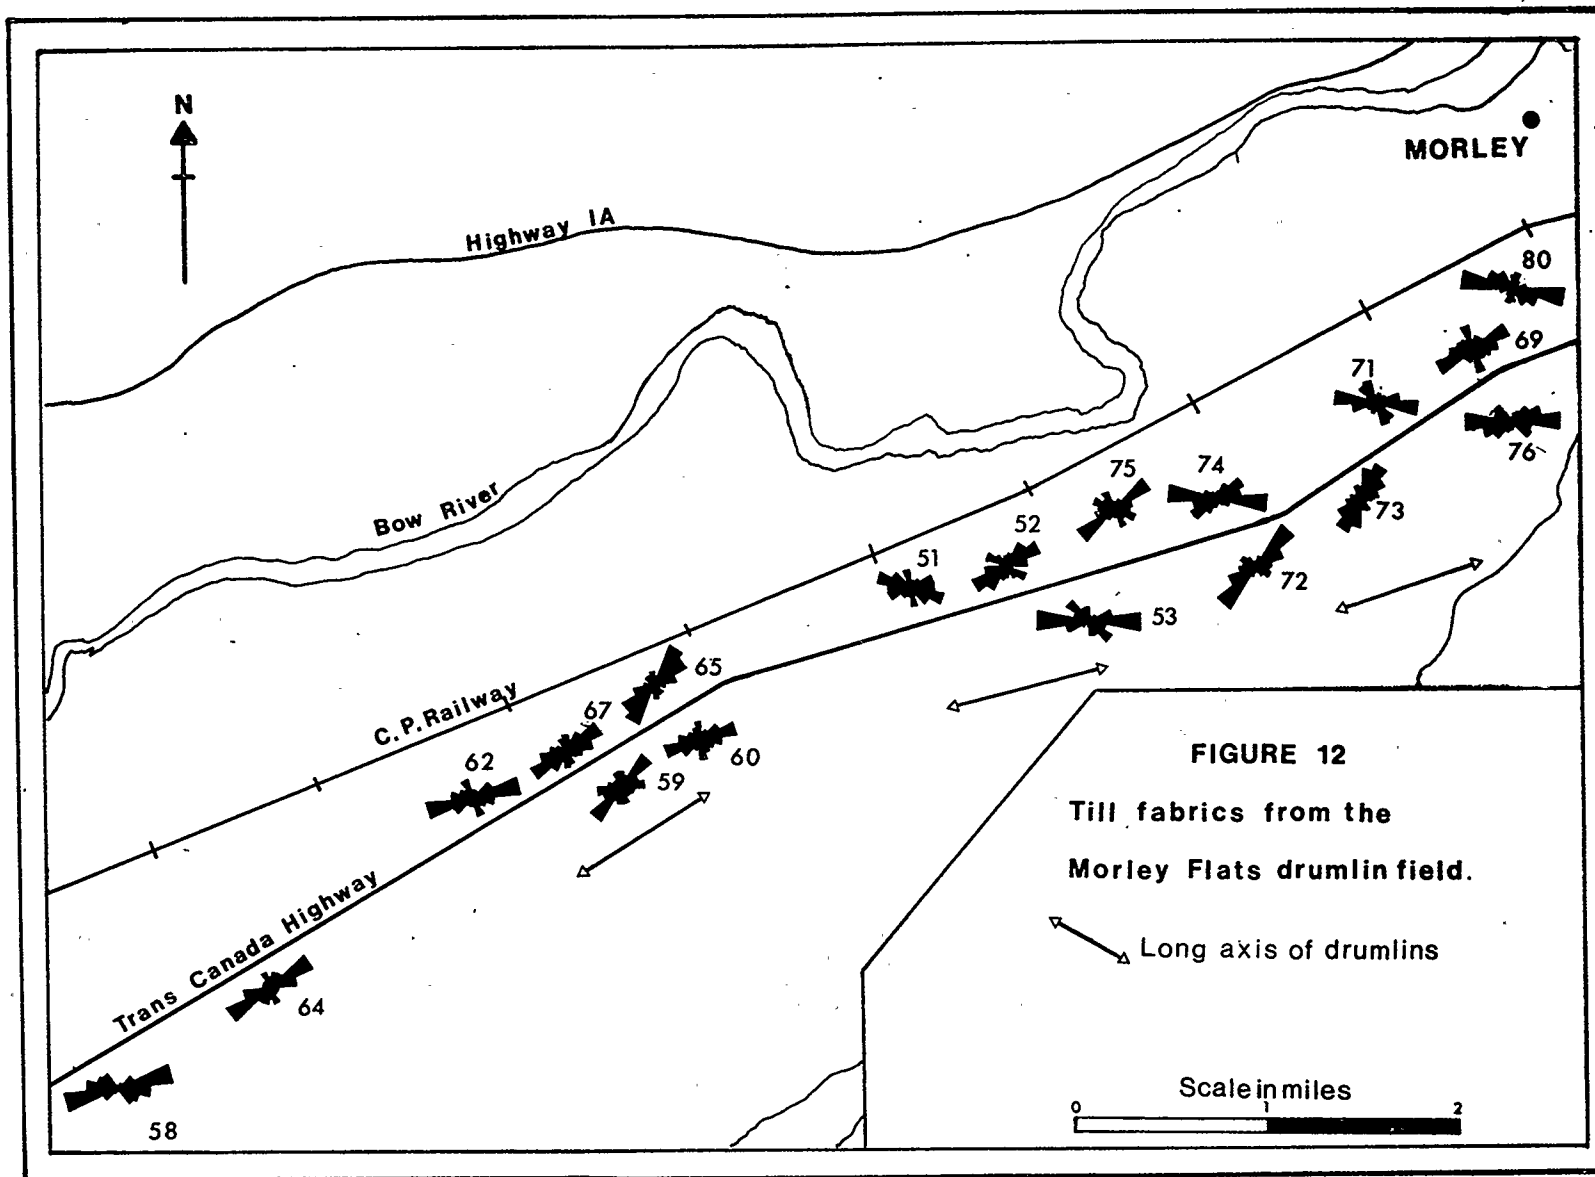 N
MORLEY
Highway IA
80
69
71
76
75
74
73
Bow River
52
51
72
53
65
C.P. Railway
67
60
62
59
FIGURE 12
Till fabrics from the
Morley Flats drumlin field.
Long axis of drumlins
Trans Canada Highway
64
58
Scale in miles
0 1 2